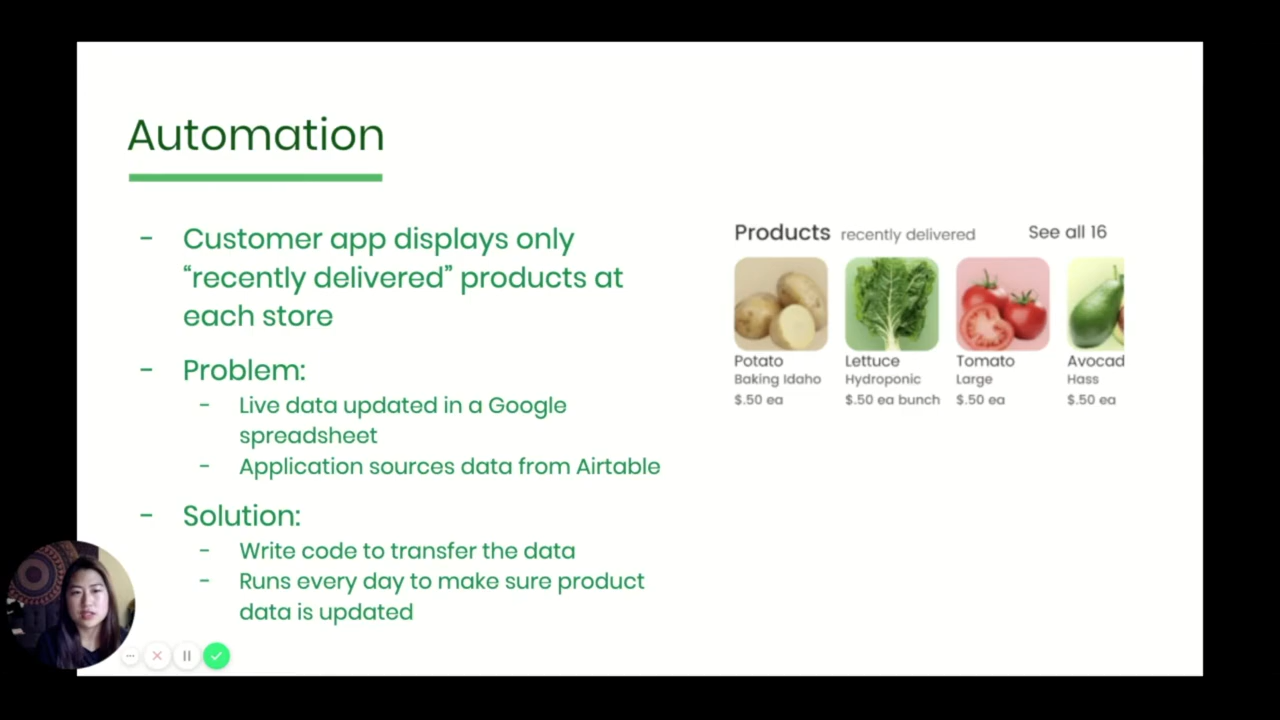 Automation
- Customer app displays only
“recently delivered” products at
each store
- Problem:
- Live data updated in a Google
spreadsheet
- Application sources data from Airtable
- Solution:
- Write code to transfer the data
- Runs every day to make sure product
data is updated
Products recently delivered See all 16
Potato Lettuce Tomato Avocad
Baking Idaho Hydroponic Large Hass
$.50 ea $.50 ea bunch $.50 ea $.50 ea